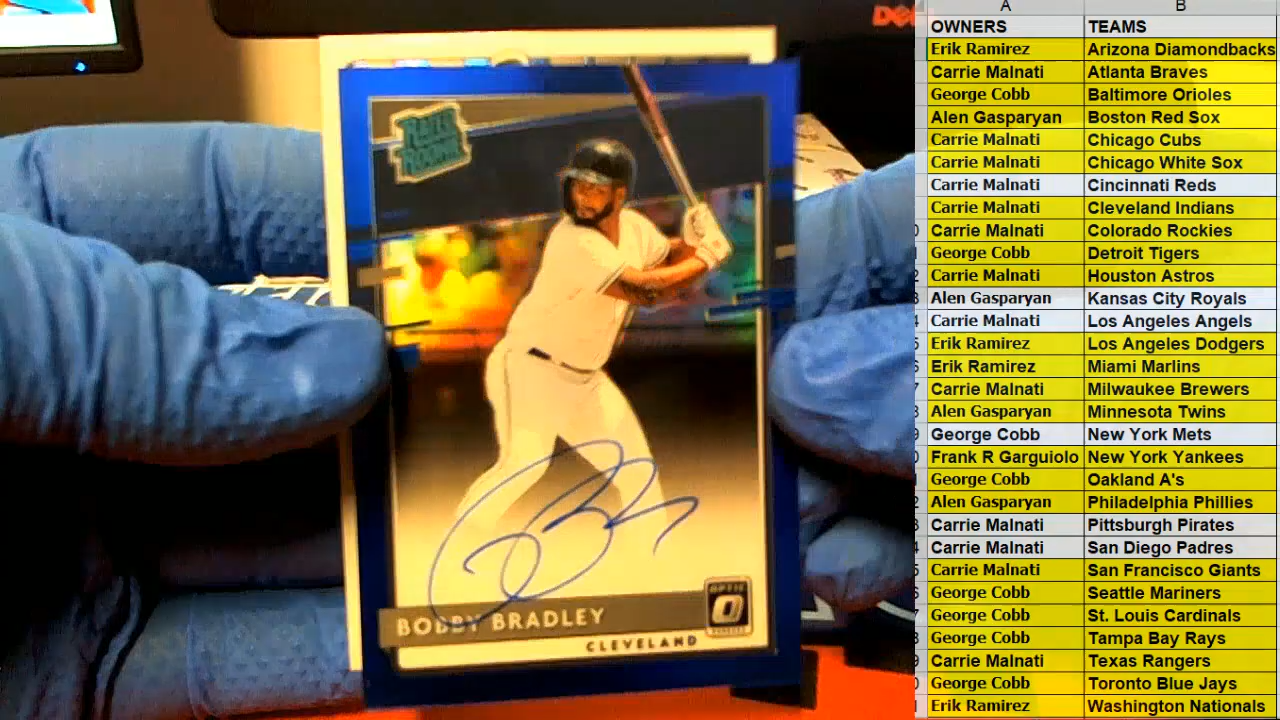 Del
RATED
ROOKIE
BOBBY BRADLEY
CLEVELAND
OPTIC
A B
OWNERS TEAMS
Erik Ramirez Arizona Diamondbacks
Carrie Malnati Atlanta Braves
George Cobb Baltimore Orioles
Alen Gasparyan Boston Red Sox
Carrie Malnati Chicago Cubs
Carrie Malnati Chicago White Sox
Carrie Malnati Cincinnati Reds
Carrie Malnati Cleveland Indians
Carrie Malnati Colorado Rockies
George Cobb Detroit Tigers
Carrie Malnati Houston Astros
Alen Gasparyan Kansas City Royals
Carrie Malnati Los Angeles Angels
Erik Ramirez Los Angeles Dodgers
Erik Ramirez Miami Marlins
Carrie Malnati Milwaukee Brewers
Alen Gasparyan Minnesota Twins
George Cobb New York Mets
Frank R Garguiolo New York Yankees
George Cobb Oakland A's
Alen Gasparyan Philadelphia Phillies
Carrie Malnati Pittsburgh Pirates
Carrie Malnati San Diego Padres
Carrie Malnati San Francisco Giants
George Cobb Seattle Mariners
George Cobb St. Louis Cardinals
George Cobb Tampa Bay Rays
Carrie Malnati Texas Rangers
George Cobb Toronto Blue Jays
Erik Ramirez Washington Nationals